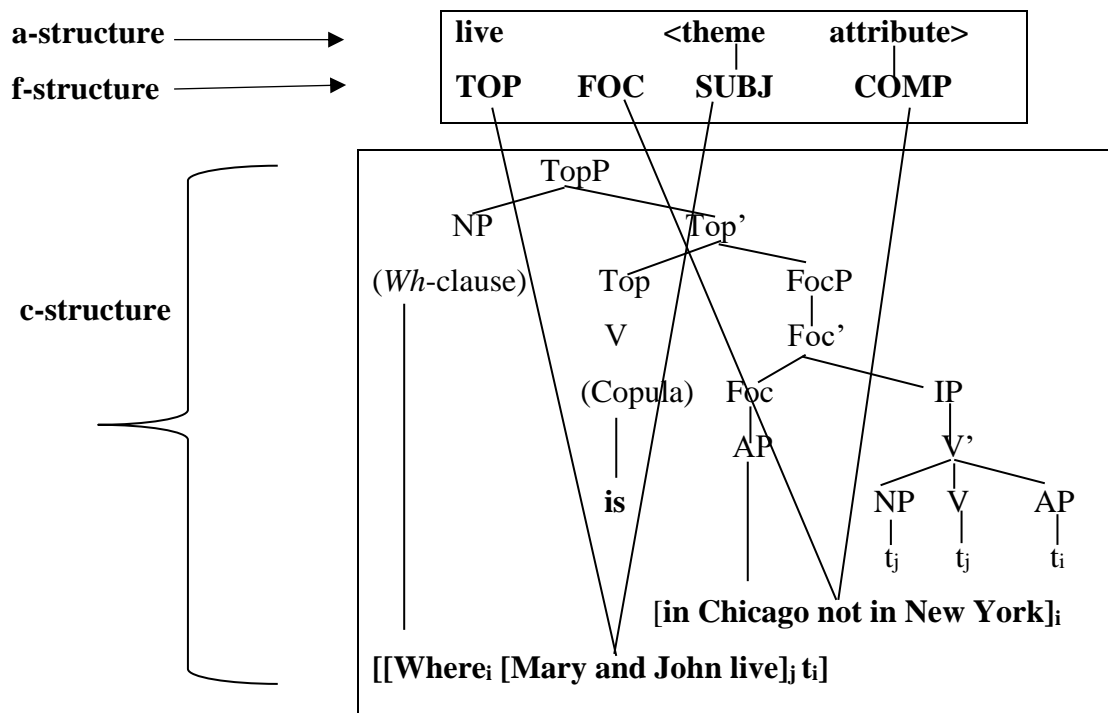 a-structure live <theme attribute>
f-structure TOP FOC SUBJ COMP
TopP
NP Top’
(Wh-clause) Top FocP
c-structure
V Foc’
(Copula) Foc IP
AP V’
is NP V AP
tj tj ti
[in Chicago not in New York]i
[[Wherei [Mary and John live]j ti]